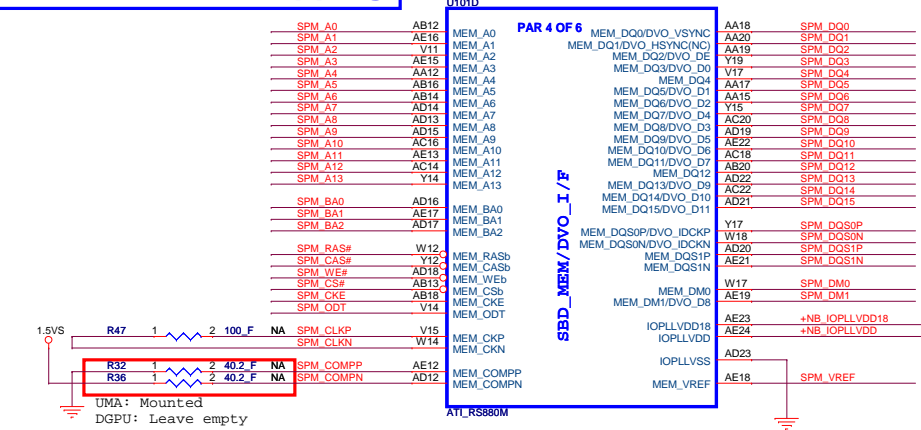 U101D
PAR 4 OF 6
SPM_A0 AB12 MEM_A0
SPM_A1 AE16 MEM_A1
SPM_A2 V11 MEM_A2
SPM_A3 AE15 MEM_A3
SPM_A4 AA12 MEM_A4
SPM_A5 AB16 MEM_A5
SPM_A6 AB14 MEM_A6
SPM_A7 AD14 MEM_A7
SPM_A8 AD13 MEM_A8
SPM_A9 AD15 MEM_A9
SPM_A10 AC16 MEM_A10
SPM_A11 AE13 MEM_A11
SPM_A12 AC14 MEM_A12
SPM_A13 Y14 MEM_A13
SPM_BA0 AD16 MEM_BA0
SPM_BA1 AE17 MEM_BA1
SPM_BA2 AD17 MEM_BA2
SPM_RAS# W12 MEM_RASb
SPM_CAS# Y12 MEM_CASb
SPM_WE# AD18 MEM_WEb
SPM_CS# AB13 MEM_CSb
SPM_CKE AB18 MEM_CKE
SPM_ODT V14 MEM_ODT
1.5VS
R47 1 2 100_F NA SPM_CLKP V15 MEM_CKP
SPM_CLKN W14 MEM_CKN
R32 1 2 40.2_F NA SPM_COMPP AE12 MEM_COMPP
R36 1 2 40.2_F NA SPM_COMPN AD12 MEM_COMPN
UMA: Mounted
DGPU: Leave empty
SBD_MEM/DVO_I/F
MEM_DQ0/DVO_VSYNC AA18 SPM_DQ0
MEM_DQ1/DVO_HSYNC(NC) AA20 SPM_DQ1
MEM_DQ2/DVO_DE AA19 SPM_DQ2
MEM_DQ3/DVO_D0 Y19 SPM_DQ3
MEM_DQ4 V17 SPM_DQ4
MEM_DQ5/DVO_D1 AA17 SPM_DQ5
MEM_DQ6/DVO_D2 AA15 SPM_DQ6
MEM_DQ7/DVO_D4 Y15 SPM_DQ7
MEM_DQ8/DVO_D3 AC20 SPM_DQ8
MEM_DQ9/DVO_D5 AD19 SPM_DQ9
MEM_DQ10/DVO_D6 AE22 SPM_DQ10
MEM_DQ11/DVO_D7 AC18 SPM_DQ11
MEM_DQ12 AB20 SPM_DQ12
MEM_DQ13/DVO_D9 AD22 SPM_DQ13
MEM_DQ14/DVO_D10 AC22 SPM_DQ14
MEM_DQ15/DVO_D11 AD21 SPM_DQ15
MEM_DQS0P/DVO_IDCKP Y17 SPM_DQS0P
MEM_DQS0N/DVO_IDCKN W18 SPM_DQS0N
MEM_DQS1P AD20 SPM_DQS1P
MEM_DQS1N AE21 SPM_DQS1N
MEM_DM0 W17 SPM_DM0
MEM_DM1/DVO_D8 AE19 SPM_DM1
IOPLLVDD18 AE23 +NB_IOPLLVDD18
IOPLLVDD AE24 +NB_IOPLLVDD
IOPLLVSS AD23
MEM_VREF AE18 SPM_VREF
ATI_RS880M